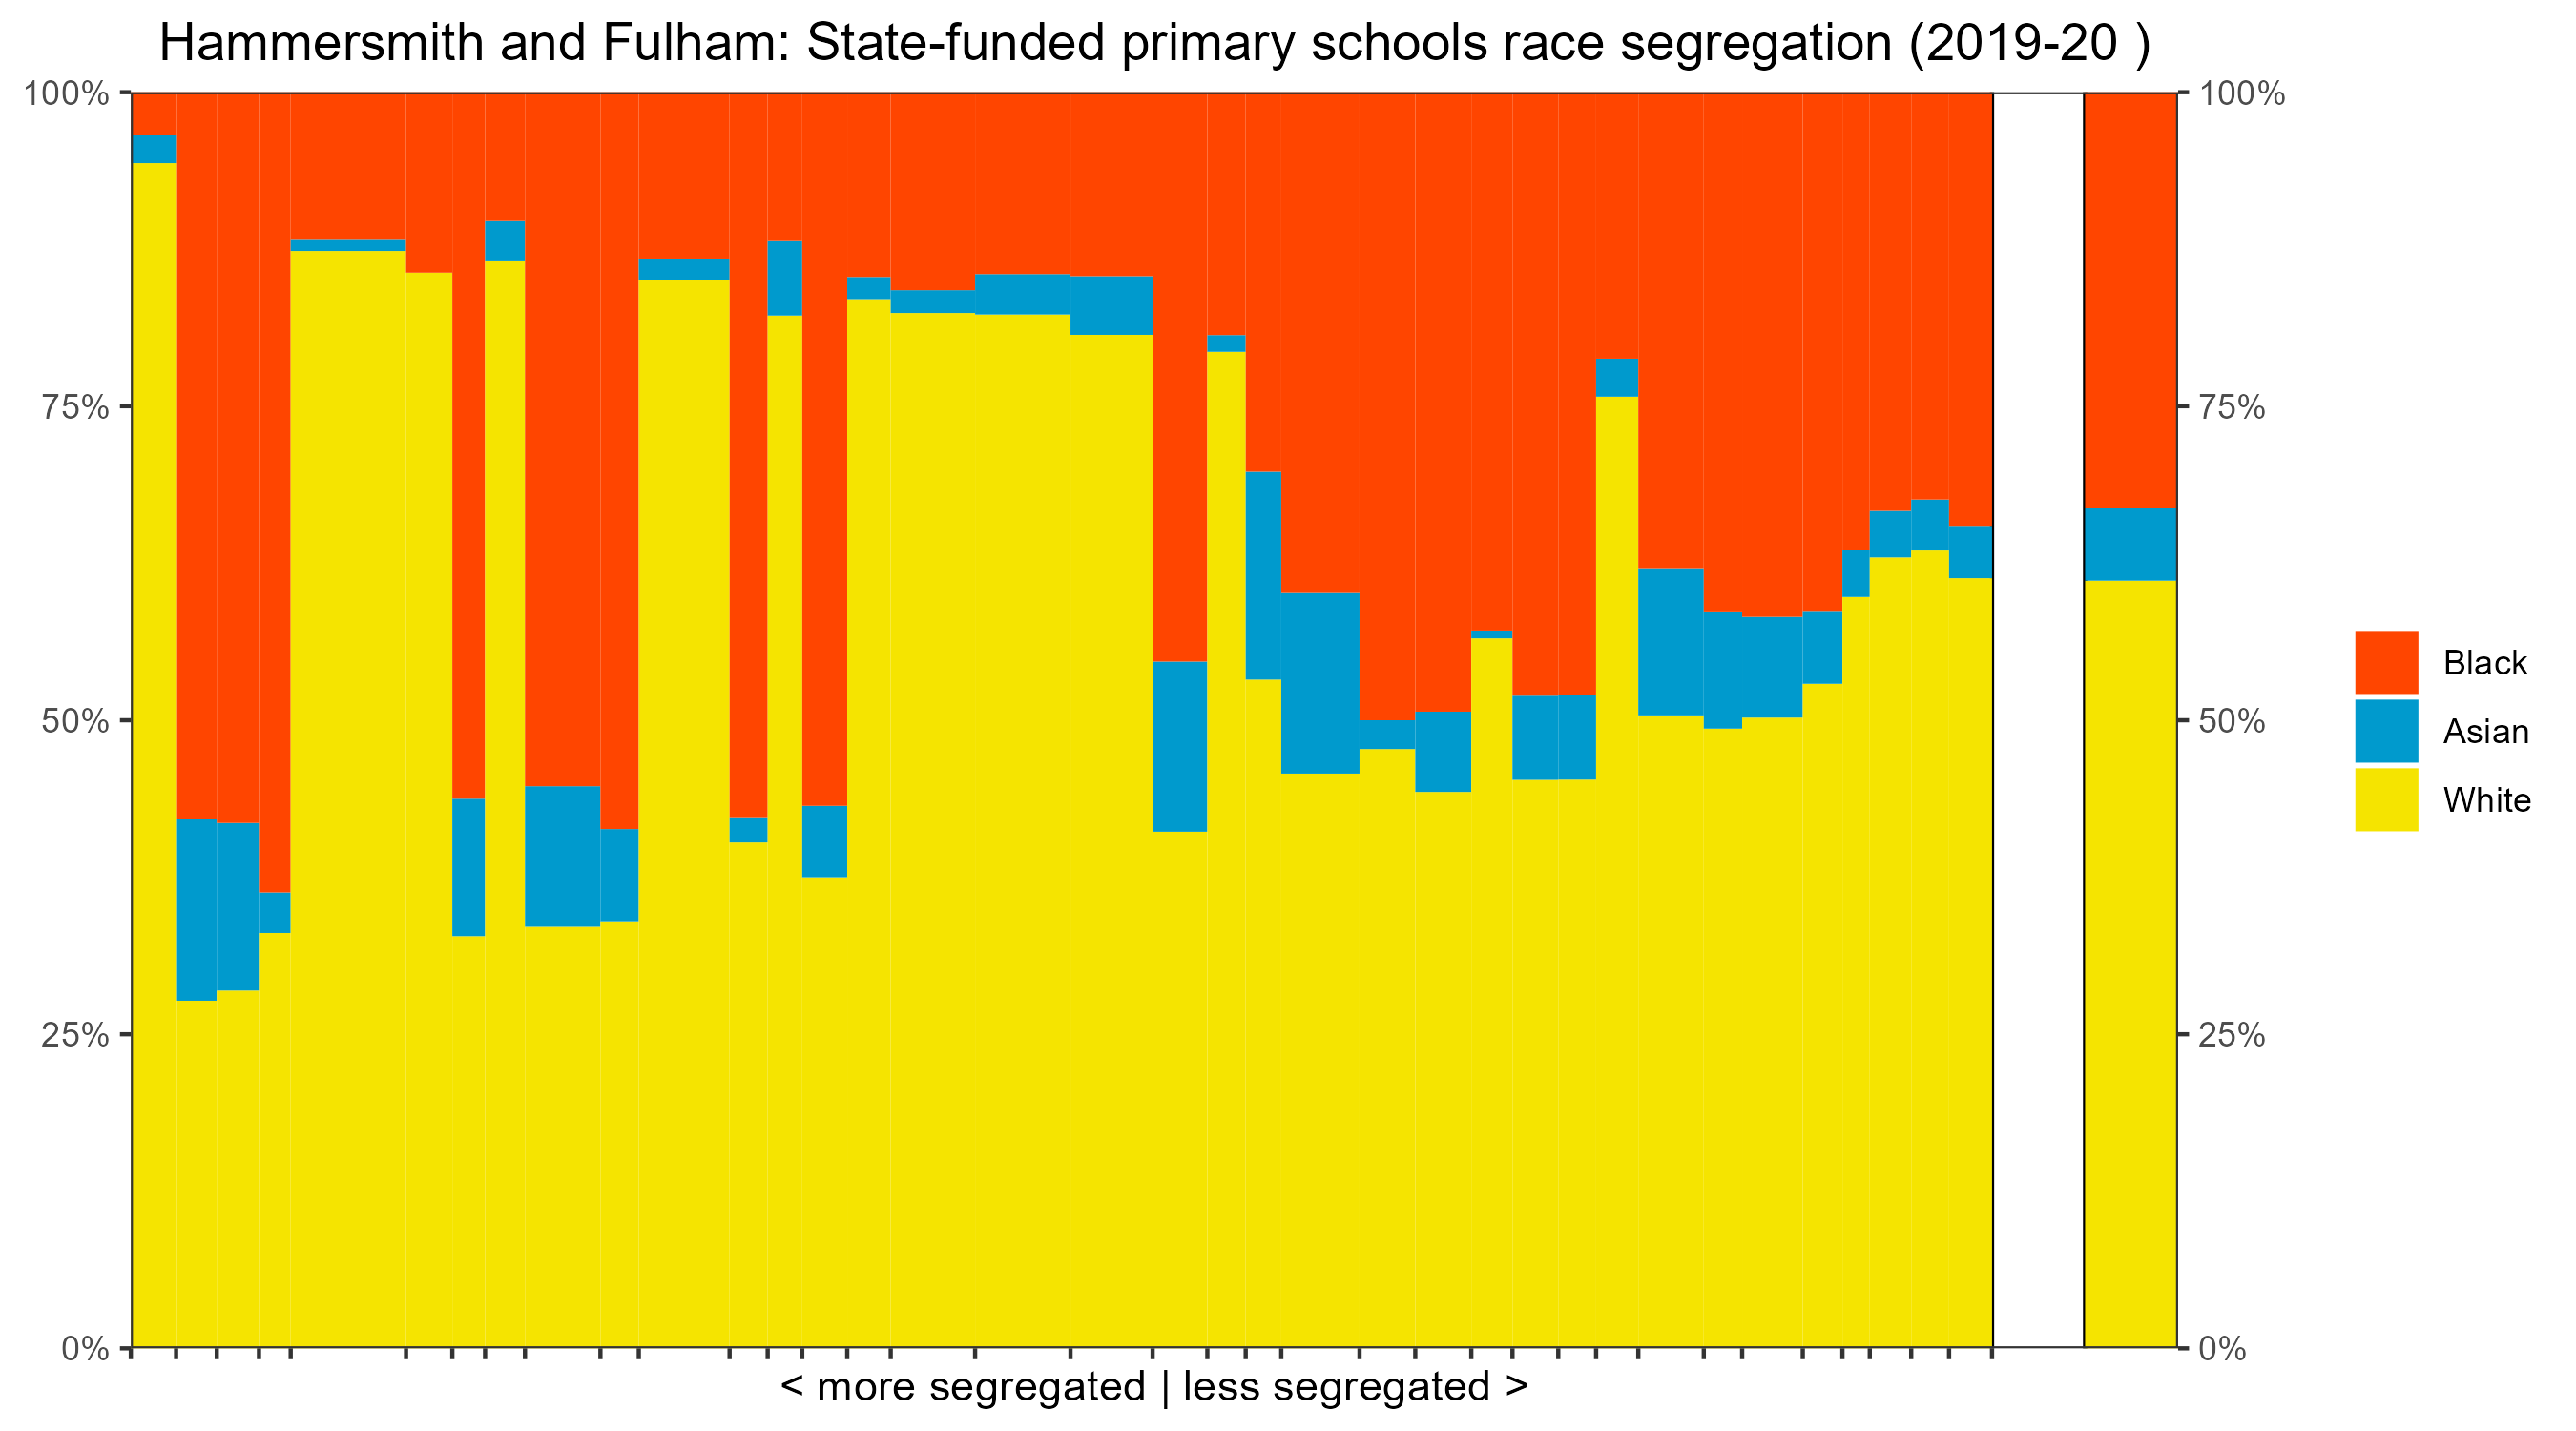 Hammersmith and Fulham: State-funded primary schools race segregation (2019-20 )
100%
75%
50%
25%
0%
100%
75%
50%
25%
0%
Black
Asian
White
< more segregated | less segregated >